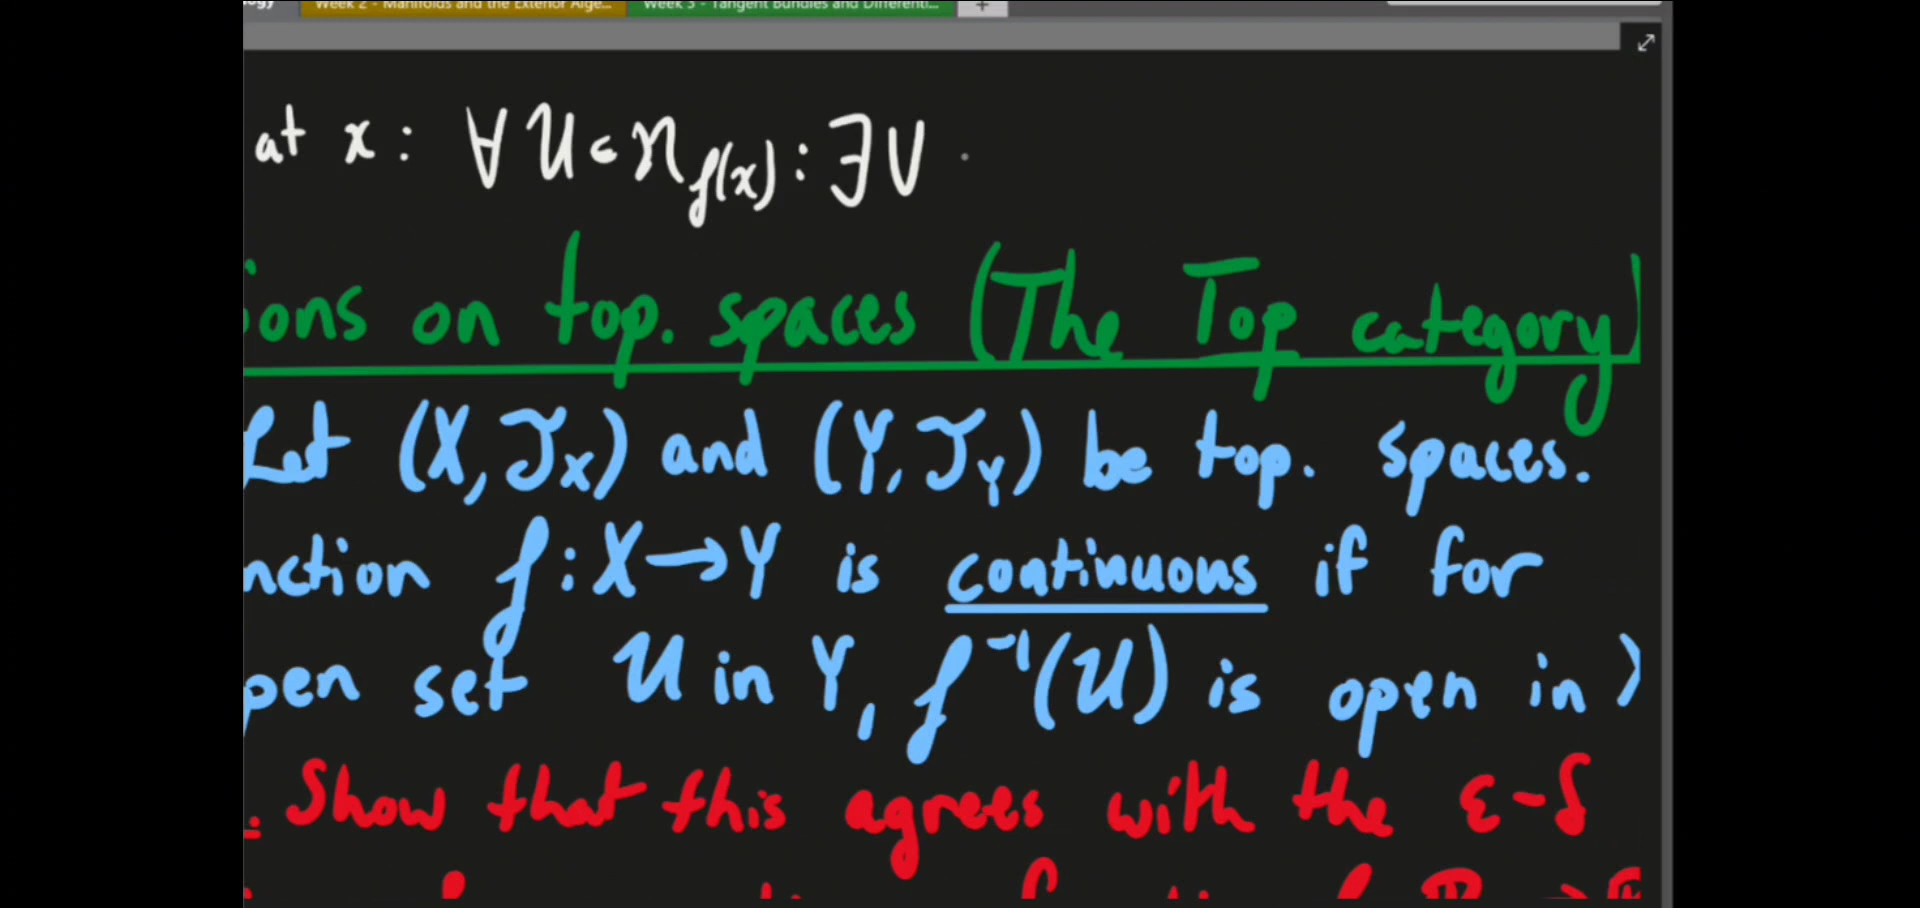 Week 2 - Manifolds and the Exterior Alge... Week 3 - Tangent Bundles and Differenti... +
at x: ∀ U ∈ 𝒩_f(x) : ∃ V
ions on top. spaces (The Top category)
Let (X, 𝒯_X) and (Y, 𝒯_Y) be top. spaces.
nction f: X → Y is continuous if for
pen set U in Y, f⁻¹(U) is open in
: Show that this agrees with the ε-δ